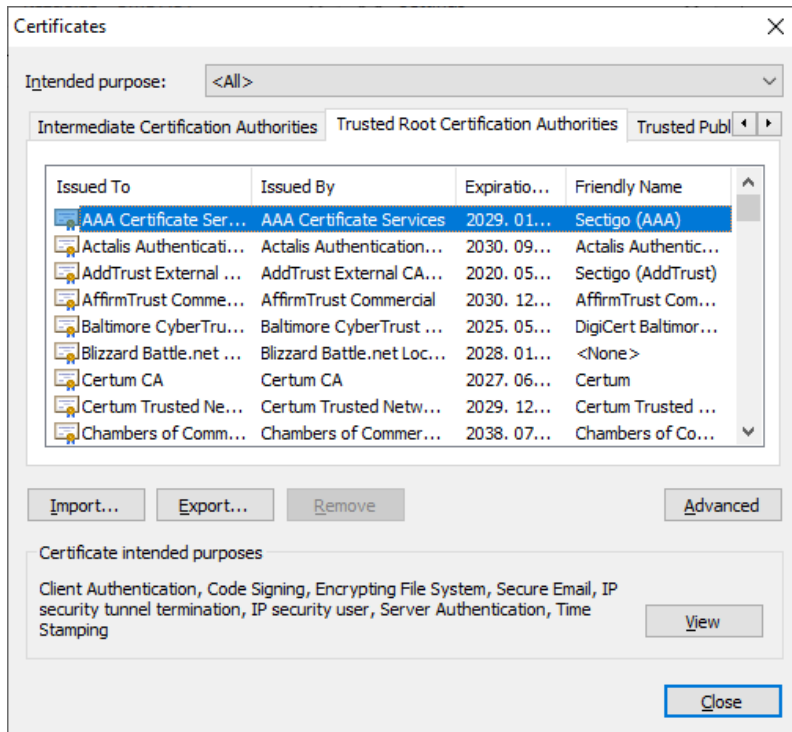 Certificates
Intended purpose: <All>
Intermediate Certification Authorities Trusted Root Certification Authorities Trusted Publ
Issued To Issued By Expiratio... Friendly Name
AAA Certificate Ser... AAA Certificate Services 2029. 01... Sectigo (AAA)
Actalis Authenticati... Actalis Authentication... 2030. 09... Actalis Authentic...
AddTrust External ... AddTrust External CA... 2020. 05... Sectigo (AddTrust)
AffirmTrust Comme... AffirmTrust Commercial 2030. 12... AffirmTrust Com...
Baltimore CyberTru... Baltimore CyberTrust ... 2025. 05... DigiCert Baltimor...
Blizzard Battle.net ... Blizzard Battle.net Loc... 2028. 01... <None>
Certum CA Certum CA 2027. 06... Certum
Certum Trusted Ne... Certum Trusted Netw... 2029. 12... Certum Trusted ...
Chambers of Comm... Chambers of Commer... 2038. 07... Chambers of Co...
Import... Export... Remove Advanced
Certificate intended purposes
Client Authentication, Code Signing, Encrypting File System, Secure Email, IP
security tunnel termination, IP security user, Server Authentication, Time
Stamping
View
Close